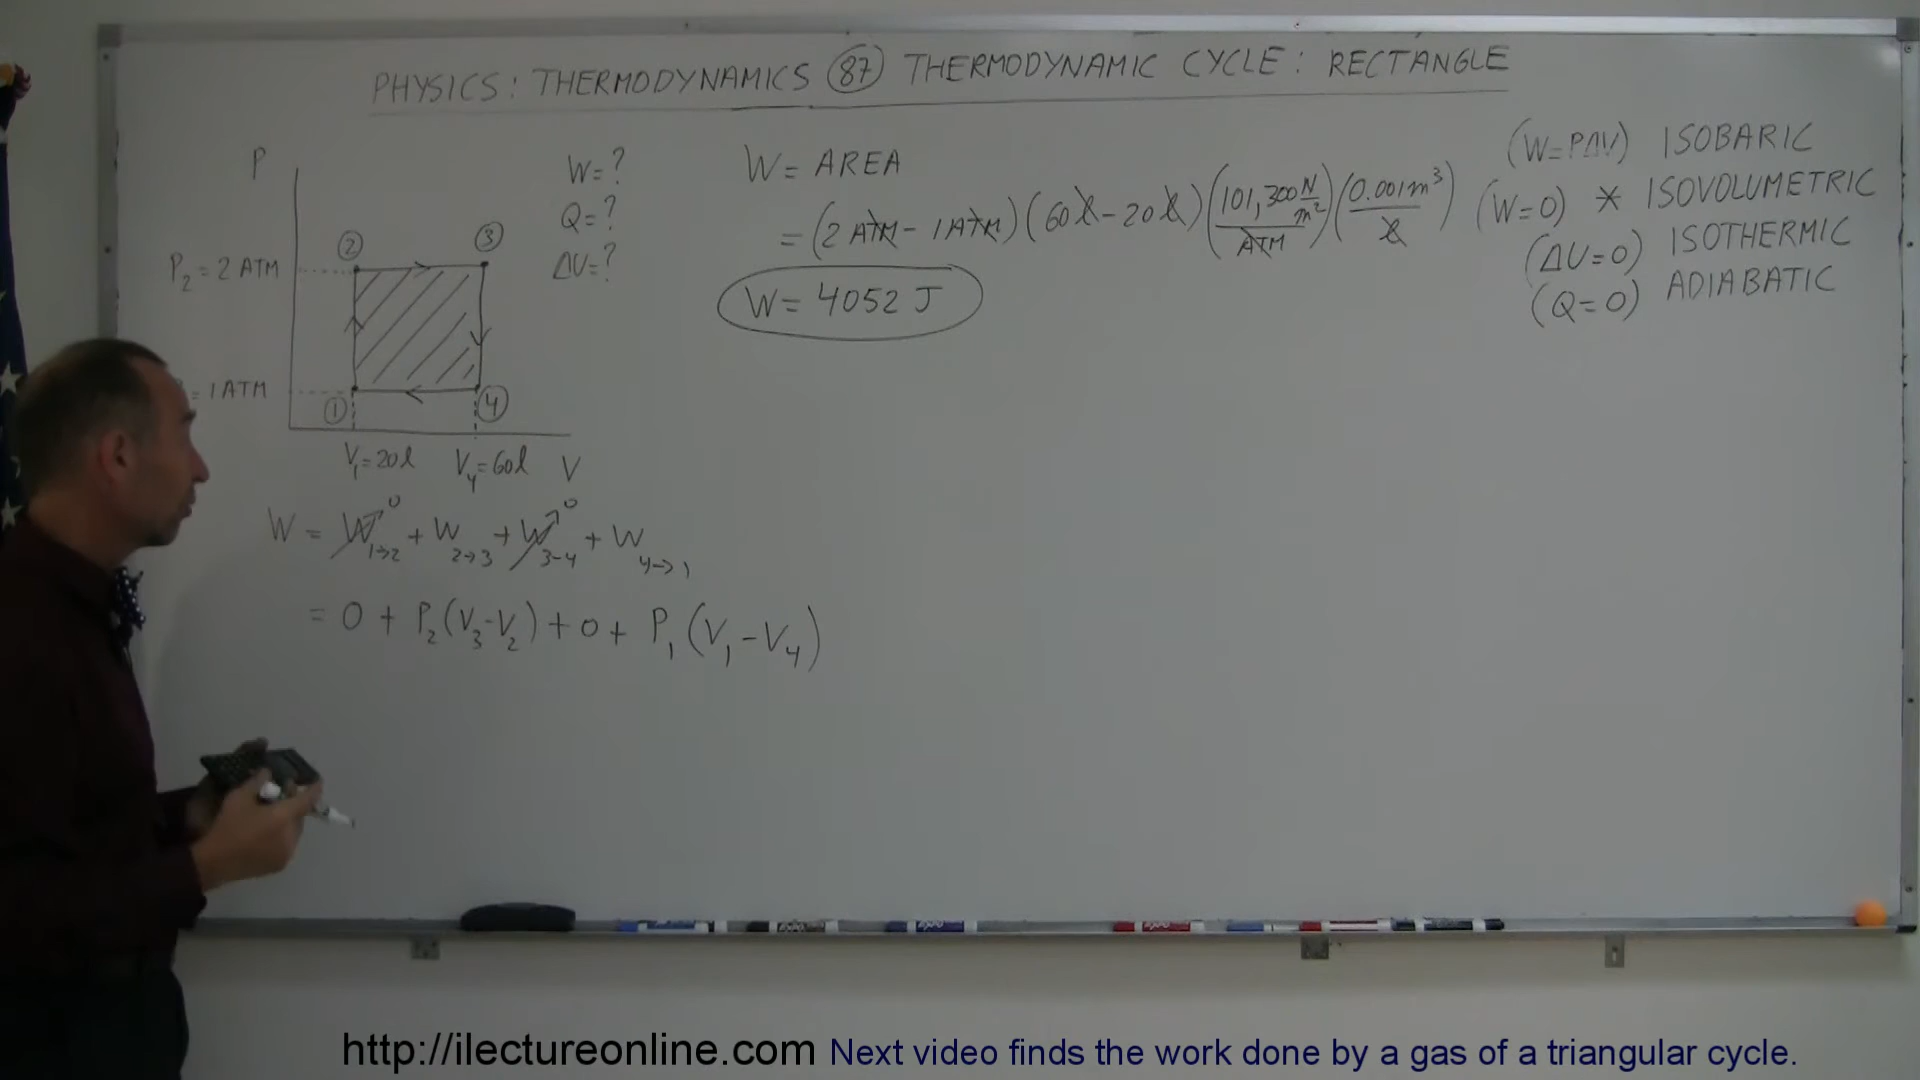 PHYSICS: THERMODYNAMICS 87 THERMODYNAMIC CYCLE: RECTANGLE
P
W = ?
Q = ?
ΔU = ?
2
3
P₂ = 2 ATM
= 1 ATM
1
4
V₁ = 20l
V₄ = 60l
V
W = AREA
= (2 ATM - 1 ATM) (60 l - 20 l) (101,300 N/m² / ATM) (0.001 m³ / l)
W = 4052 J
(W=PΔV) ISOBARIC
(W=0) * ISOVOLUMETRIC
(ΔU=0) ISOTHERMIC
(Q=0) ADIABATIC
W = W₁→₂ 0 + W₂→₃ + W₃-₄ 0 + W₄→₁
= 0 + P₂(V₃-V₂) + 0 + P₁(V₁-V₄)
http://ilectureonline.com Next video finds the work done by a gas of a triangular cycle.